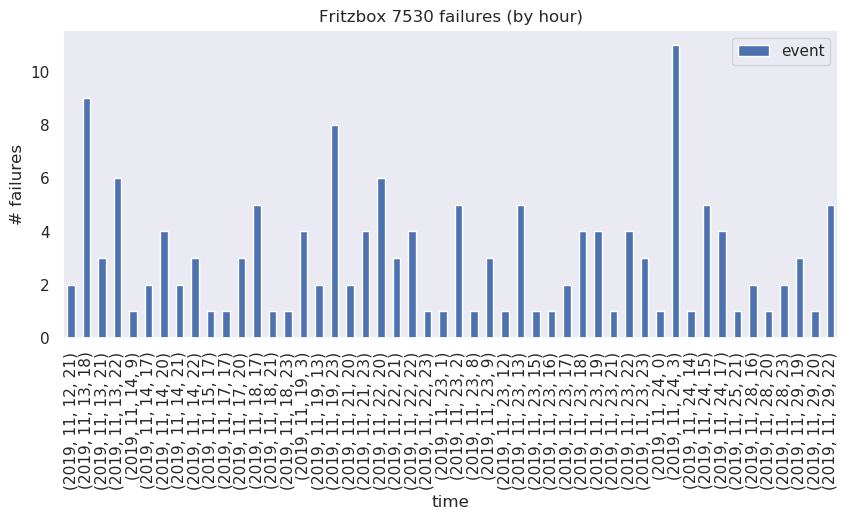 Fritzbox 7530 failures (by hour)
event
# failures
10
8
6
4
2
0
(2019, 11, 12, 21)
(2019, 11, 13, 18)
(2019, 11, 13, 21)
(2019, 11, 13, 22)
(2019, 11, 14, 9)
(2019, 11, 14, 17)
(2019, 11, 14, 20)
(2019, 11, 14, 21)
(2019, 11, 14, 22)
(2019, 11, 15, 17)
(2019, 11, 17, 17)
(2019, 11, 17, 20)
(2019, 11, 18, 17)
(2019, 11, 18, 21)
(2019, 11, 18, 23)
(2019, 11, 19, 3)
(2019, 11, 19, 13)
(2019, 11, 19, 23)
(2019, 11, 21, 20)
(2019, 11, 21, 23)
(2019, 11, 22, 20)
(2019, 11, 22, 21)
(2019, 11, 22, 22)
(2019, 11, 22, 23)
(2019, 11, 23, 1)
(2019, 11, 23, 2)
(2019, 11, 23, 8)
(2019, 11, 23, 9)
(2019, 11, 23, 12)
(2019, 11, 23, 13)
(2019, 11, 23, 15)
(2019, 11, 23, 16)
(2019, 11, 23, 17)
(2019, 11, 23, 18)
(2019, 11, 23, 19)
(2019, 11, 23, 21)
(2019, 11, 23, 22)
(2019, 11, 23, 23)
(2019, 11, 24, 0)
(2019, 11, 24, 3)
(2019, 11, 24, 14)
(2019, 11, 24, 15)
(2019, 11, 24, 17)
(2019, 11, 25, 21)
(2019, 11, 28, 16)
(2019, 11, 28, 20)
(2019, 11, 28, 23)
(2019, 11, 29, 19)
(2019, 11, 29, 20)
(2019, 11, 29, 22)
time